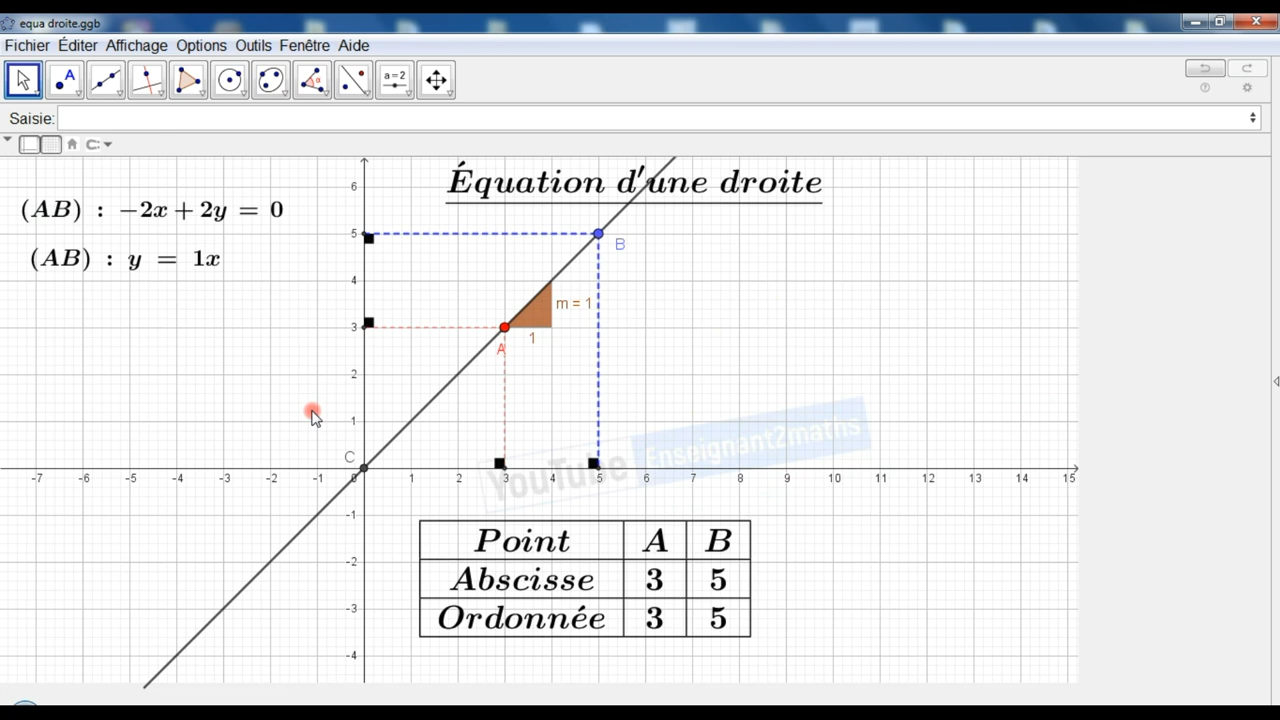 equa droite.ggb
Fichier Éditer Affichage Options Outils Fenêtre Aide
A
α
a=2
Saisie:
Équation d'une droite
(AB) : −2x + 2y = 0
(AB) : y = 1x
6
5
4
3
2
1
-1
-2
-3
-4
B
m = 1
1
A
C
-7 -6 -5 -4 -3 -2 -1 0 1 2 3 4 5 6 7 8 9 10 11 12 13 14 15
YouTube Enseignant2maths
Point A B
Abscisse 3 5
Ordonnée 3 5